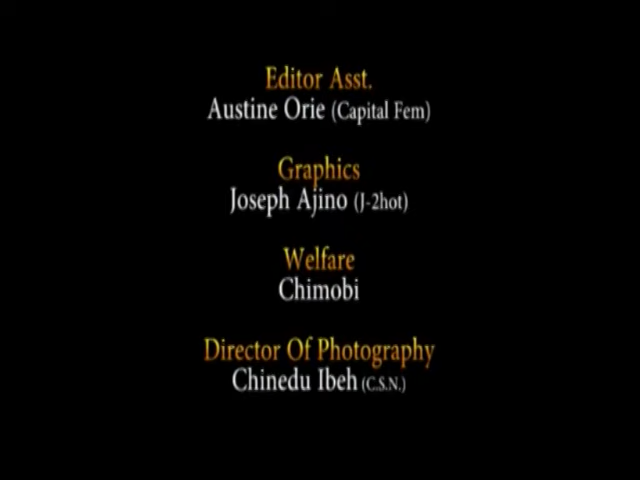 Editor Asst.
Austine Orie (Capital Fem)
Graphics
Joseph Ajino (J-2hot)
Welfare
Chimobi
Director Of Photography
Chinedu Ibeh (C.S.N.)